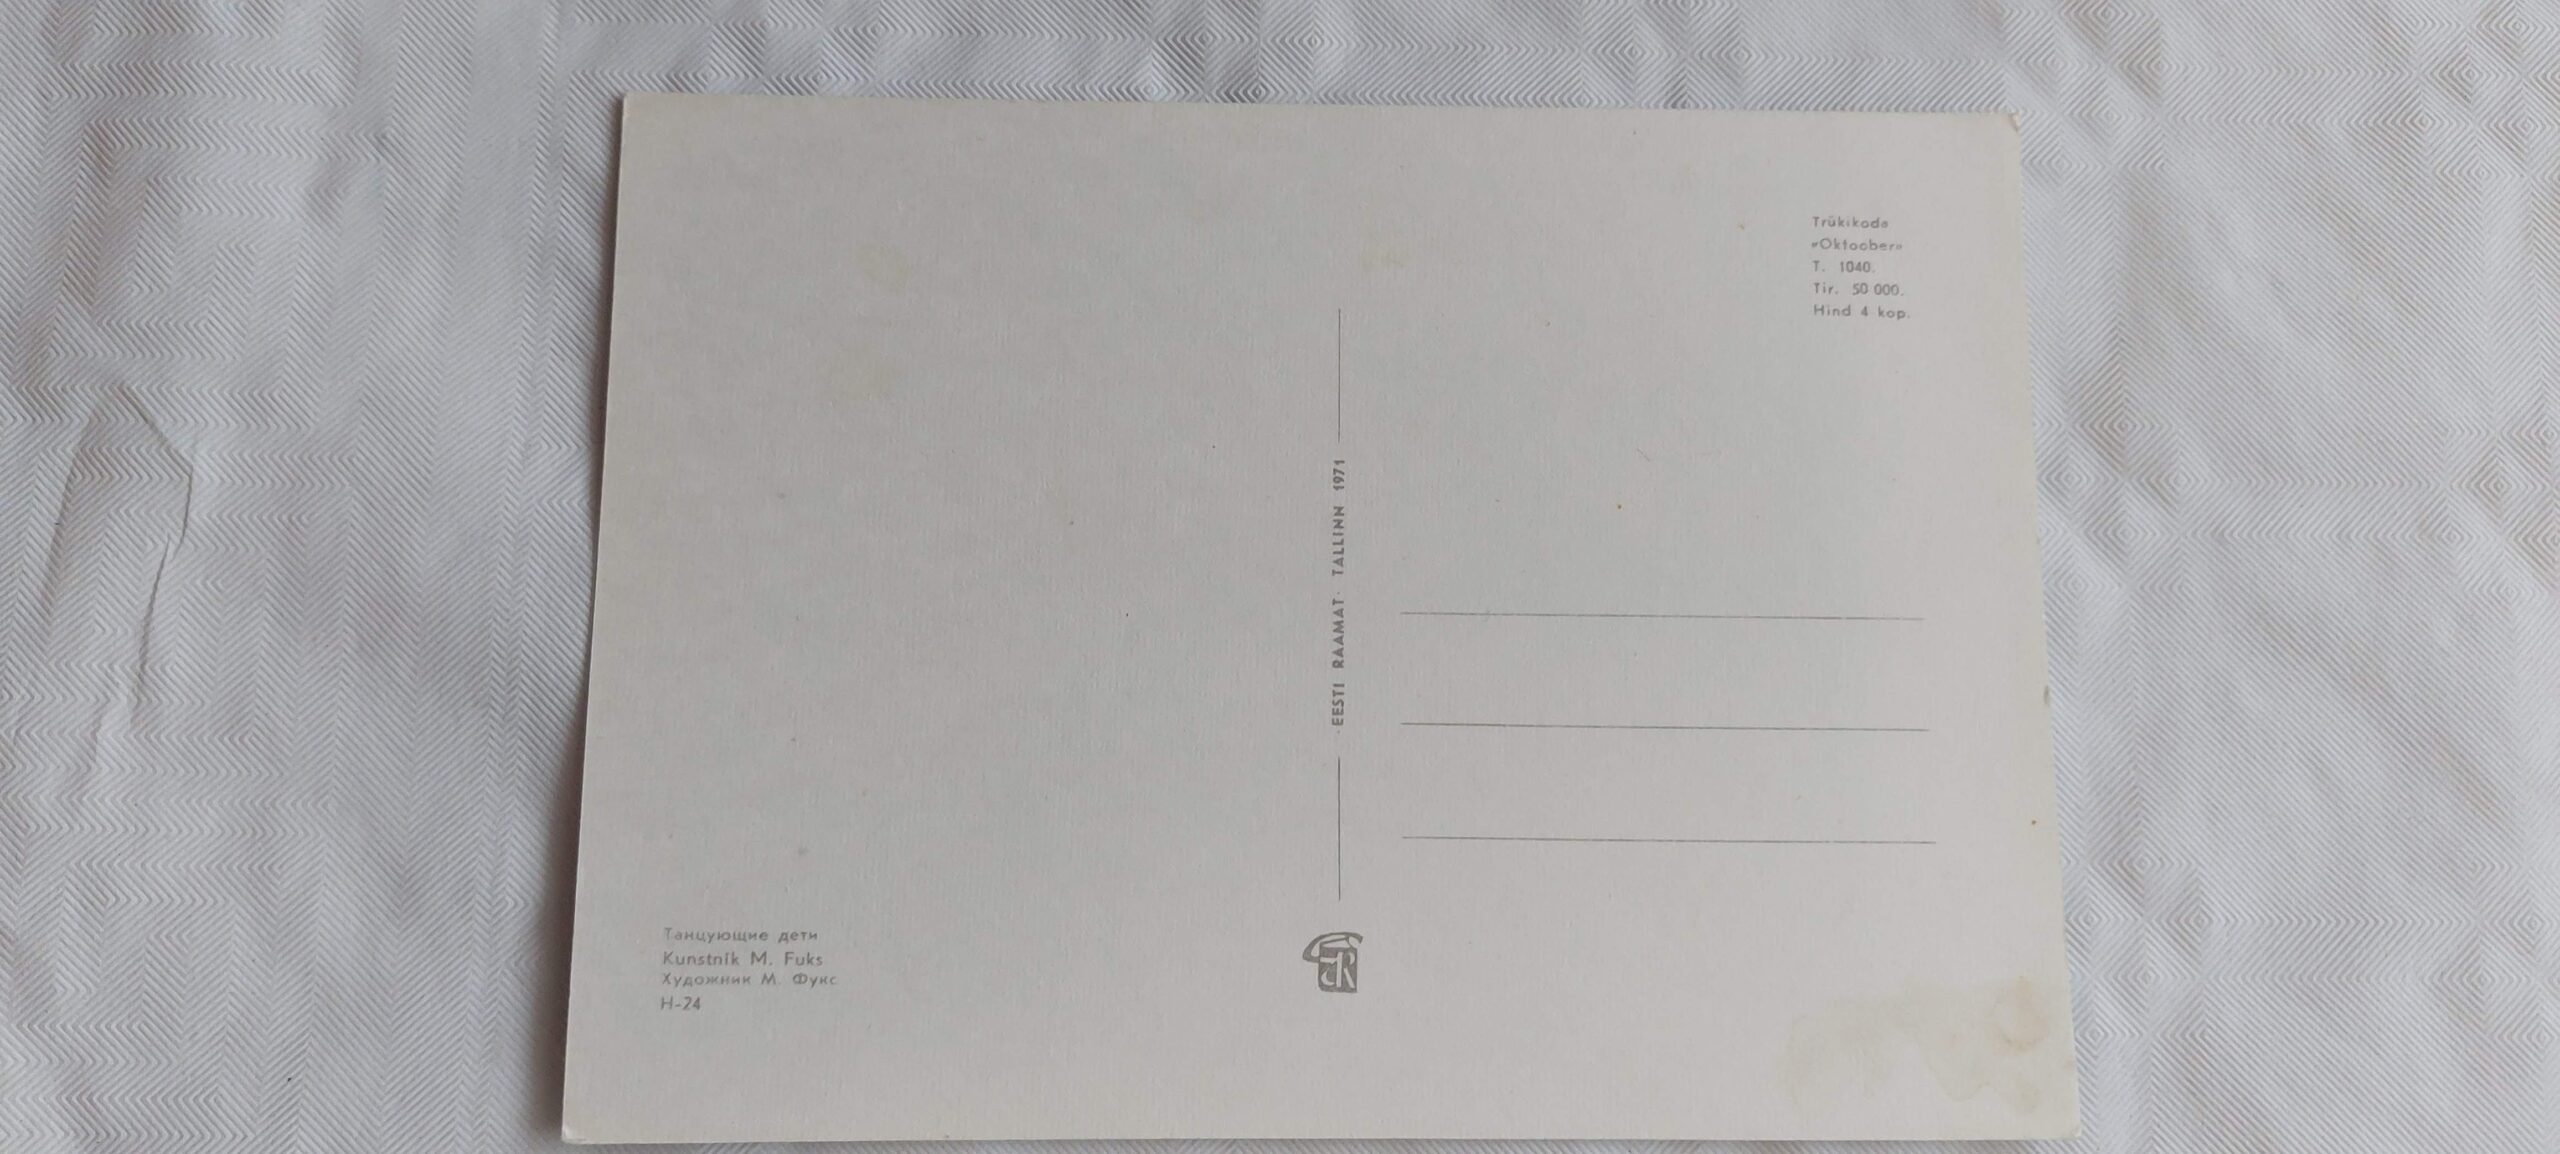 Trükikoda
«Oktoober»
T. 1040.
Tir. 50 000.
Hind 4 kop.
EESTI RAAMAT · TALLINN 1971
Танцующие дети
Kunstnik M. Fuks
Художник М. Фукс
Н-24
ER